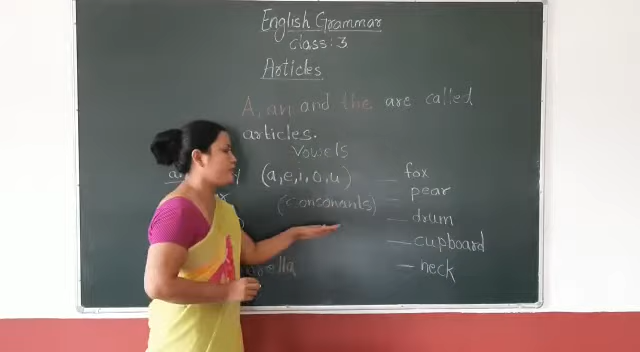 English Grammar
Class: 3
Articles
A, an and the are called
articles.
Vowels
(a, e, i, o, u)
(consonants)
— fox
— pear
— drum
— cupboard
— neck